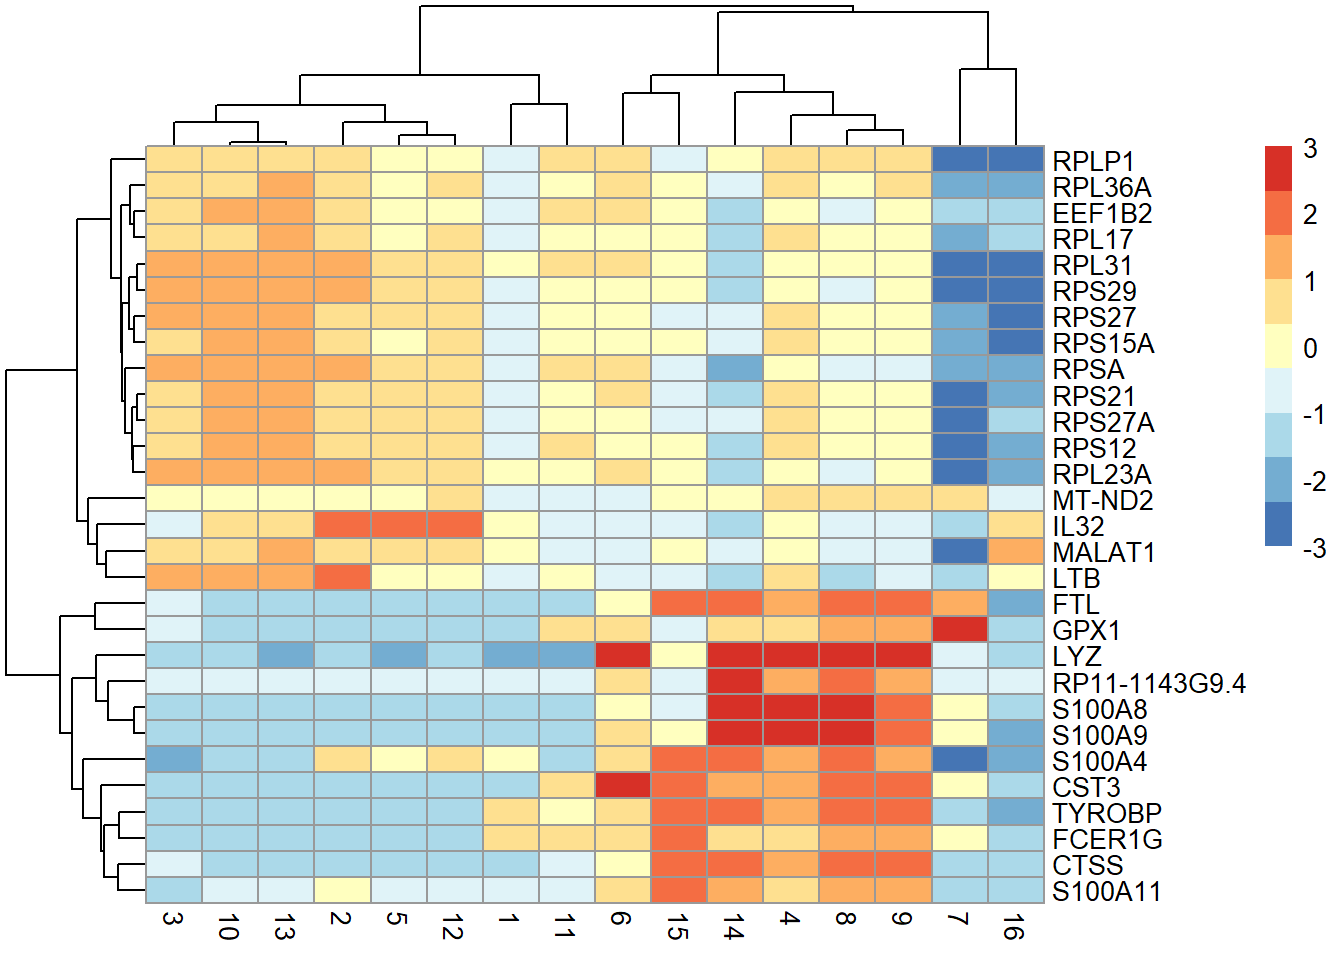 RPLP1
RPL36A
EEF1B2
RPL17
RPL31
RPS29
RPS27
RPS15A
RPSA
RPS21
RPS27A
RPS12
RPL23A
MT-ND2
IL32
MALAT1
LTB
FTL
GPX1
LYZ
RP11-1143G9.4
S100A8
S100A9
S100A4
CST3
TYROBP
FCER1G
CTSS
S100A11
3 10 13 2 5 12 1 11 6 15 14 4 8 9 7 16
3
2
1
0
-1
-2
-3